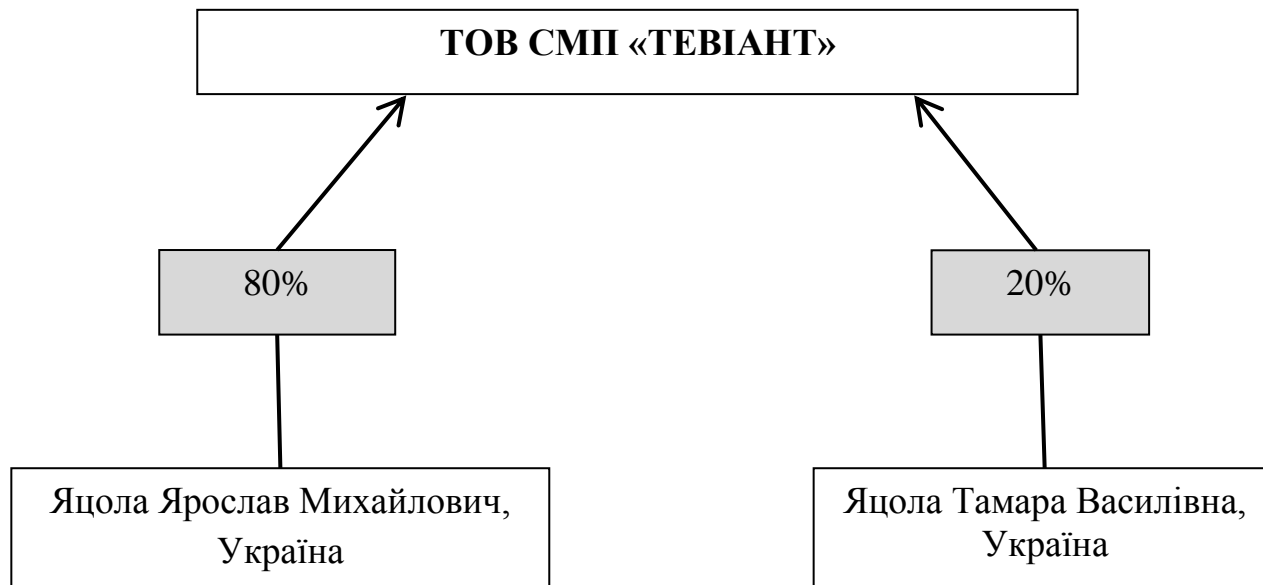 ТОВ СМП «ТЕВІАНТ»
80%
20%
Яцола Ярослав Михайлович,
Україна
Яцола Тамара Василівна,
Україна